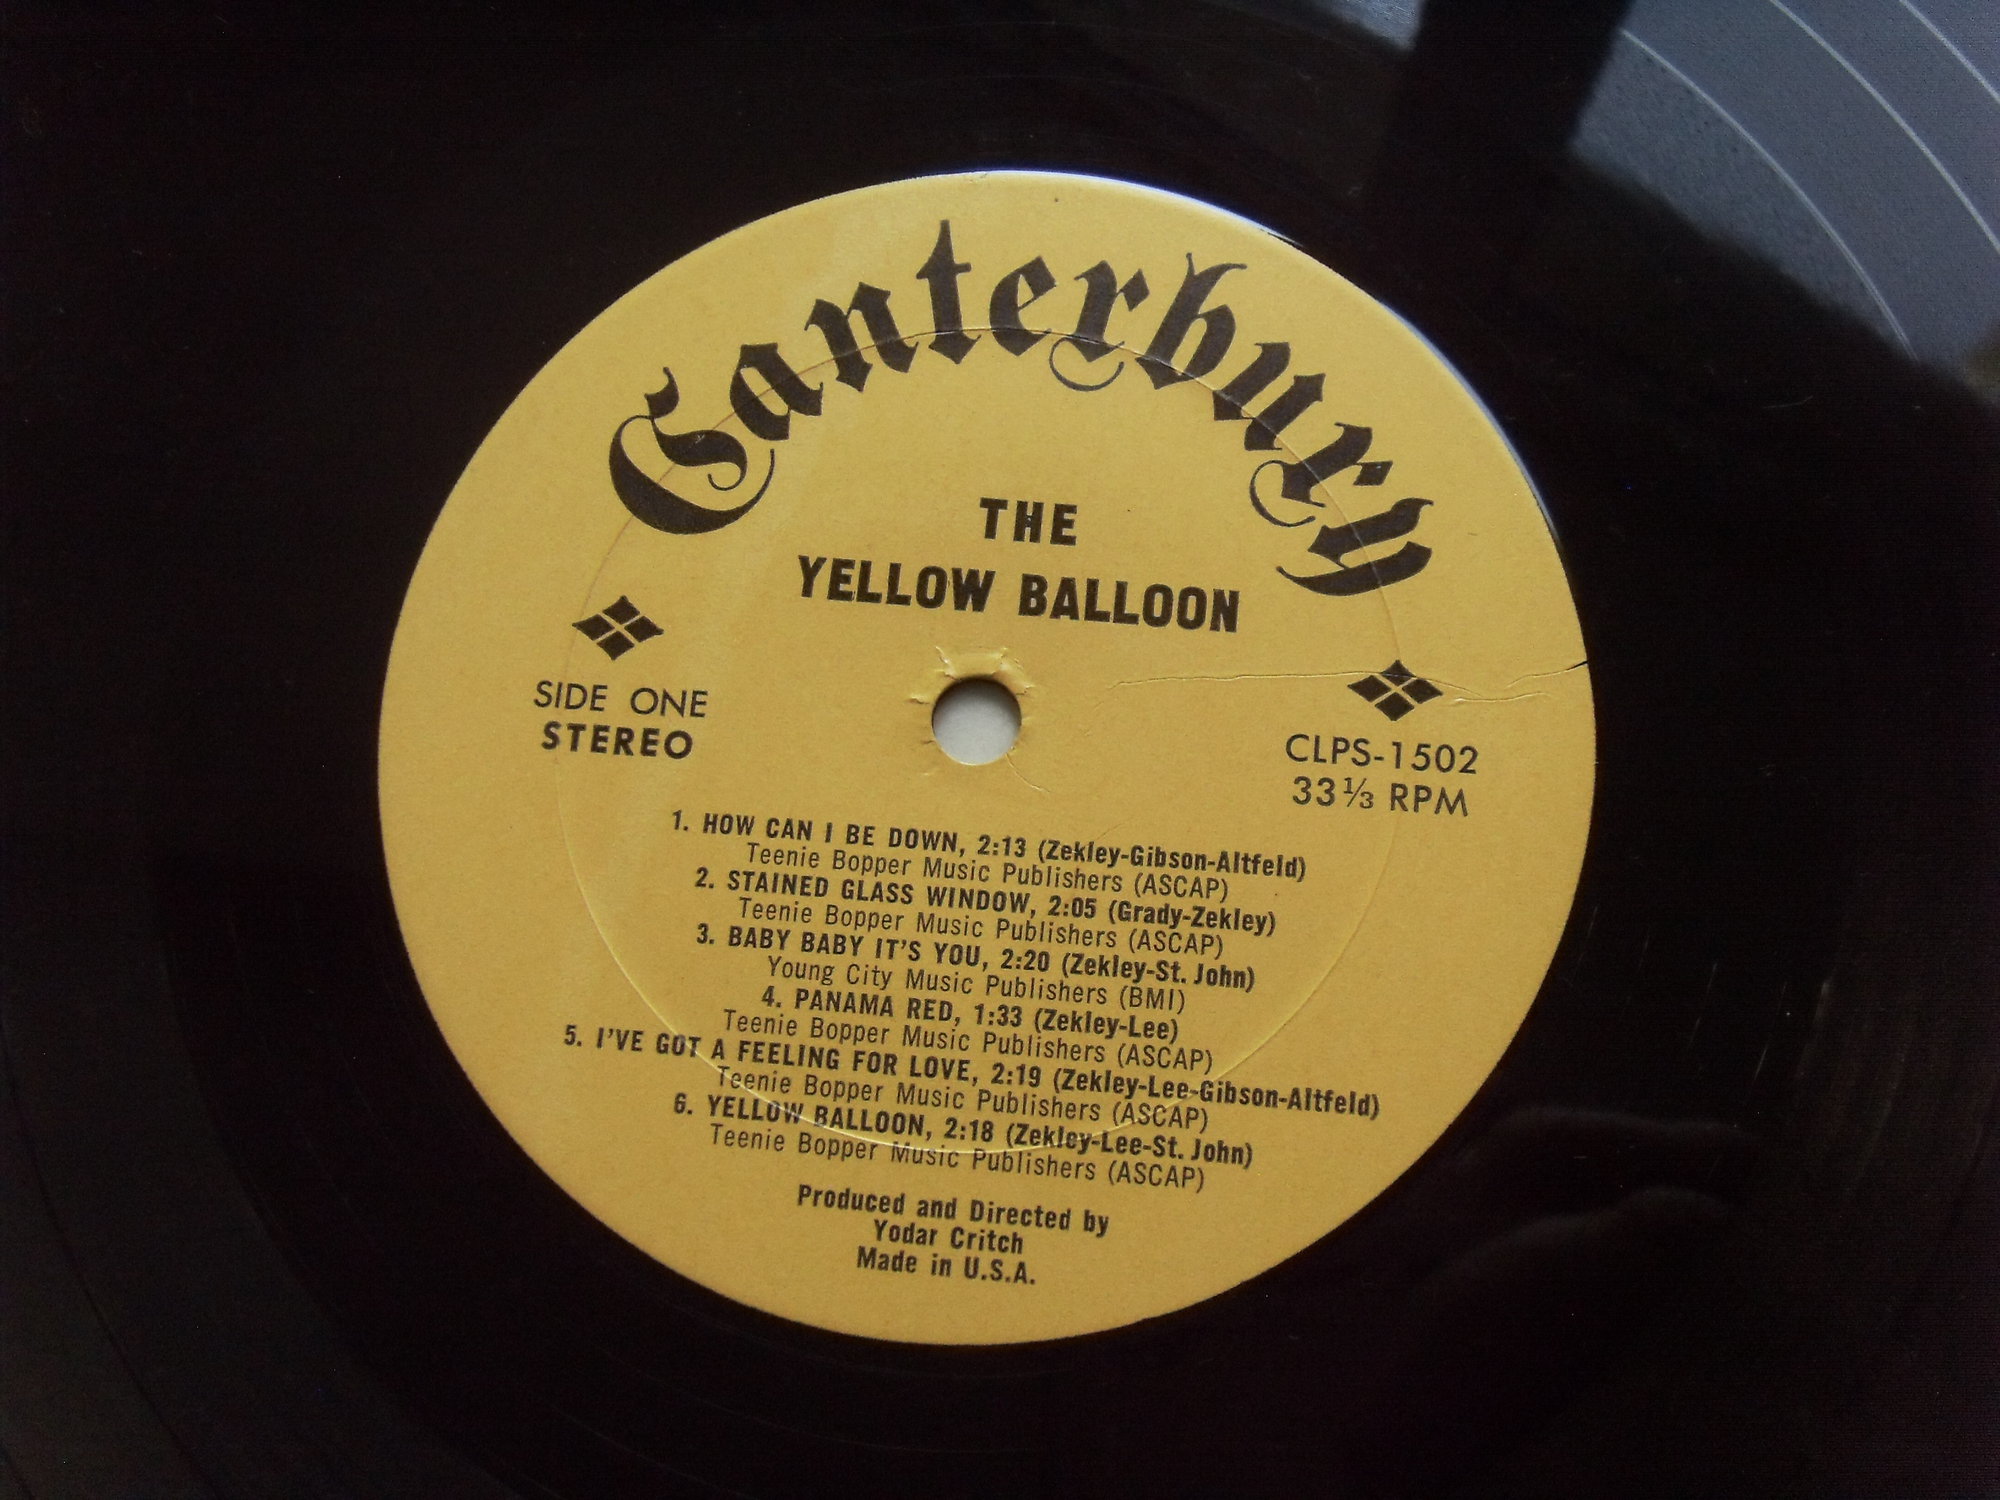 Canterbury
THE
YELLOW BALLOON
SIDE ONE
STEREO
CLPS-1502
33⅓ RPM
1. HOW CAN I BE DOWN, 2:13 (Zekley-Gibson-Altfeld)
Teenie Bopper Music Publishers (ASCAP)
2. STAINED GLASS WINDOW, 2:05 (Grady-Zekley)
Teenie Bopper Music Publishers (ASCAP)
3. BABY BABY IT'S YOU, 2:20 (Zekley-St. John)
Young City Music Publishers (BMI)
4. PANAMA RED, 1:33 (Zekley-Lee)
Teenie Bopper Music Publishers (ASCAP)
5. I'VE GOT A FEELING FOR LOVE, 2:19 (Zekley-Lee-Gibson-Altfeld)
Teenie Bopper Music Publishers (ASCAP)
6. YELLOW BALLOON, 2:18 (Zekley-Lee-St. John)
Teenie Bopper Music Publishers (ASCAP)
Produced and Directed by
Yodar Critch
Made in U.S.A.